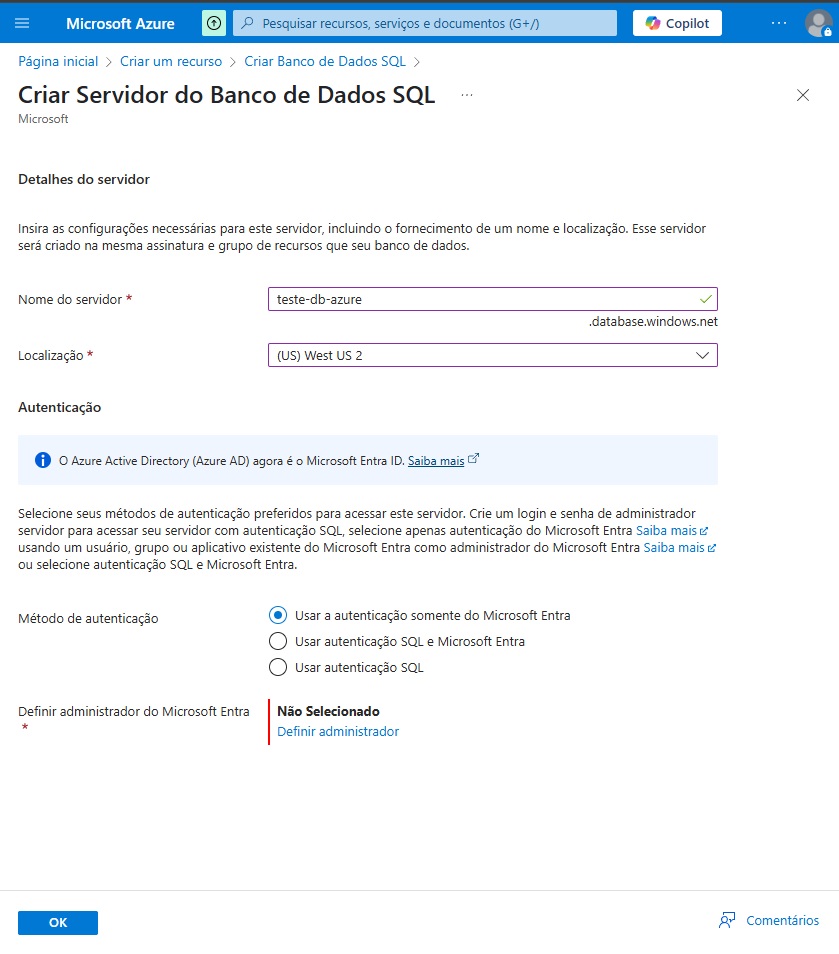 Microsoft Azure
Pesquisar recursos, serviços e documentos (G+/)
Copilot
...
Página inicial > Criar um recurso > Criar Banco de Dados SQL >
Criar Servidor do Banco de Dados SQL ...
Microsoft
Detalhes do servidor
Insira as configurações necessárias para este servidor, incluindo o fornecimento de um nome e localização. Esse servidor
será criado na mesma assinatura e grupo de recursos que seu banco de dados.
Nome do servidor *
teste-db-azure
.database.windows.net
Localização *
(US) West US 2
Autenticação
O Azure Active Directory (Azure AD) agora é o Microsoft Entra ID. Saiba mais
Selecione seus métodos de autenticação preferidos para acessar este servidor. Crie um login e senha de administrador
servidor para acessar seu servidor com autenticação SQL, selecione apenas autenticação do Microsoft Entra Saiba mais
usando um usuário, grupo ou aplicativo existente do Microsoft Entra como administrador do Microsoft Entra Saiba mais
ou selecione autenticação SQL e Microsoft Entra.
Método de autenticação
Usar a autenticação somente do Microsoft Entra
Usar autenticação SQL e Microsoft Entra
Usar autenticação SQL
Definir administrador do Microsoft Entra
*
Não Selecionado
Definir administrador
OK
Comentários